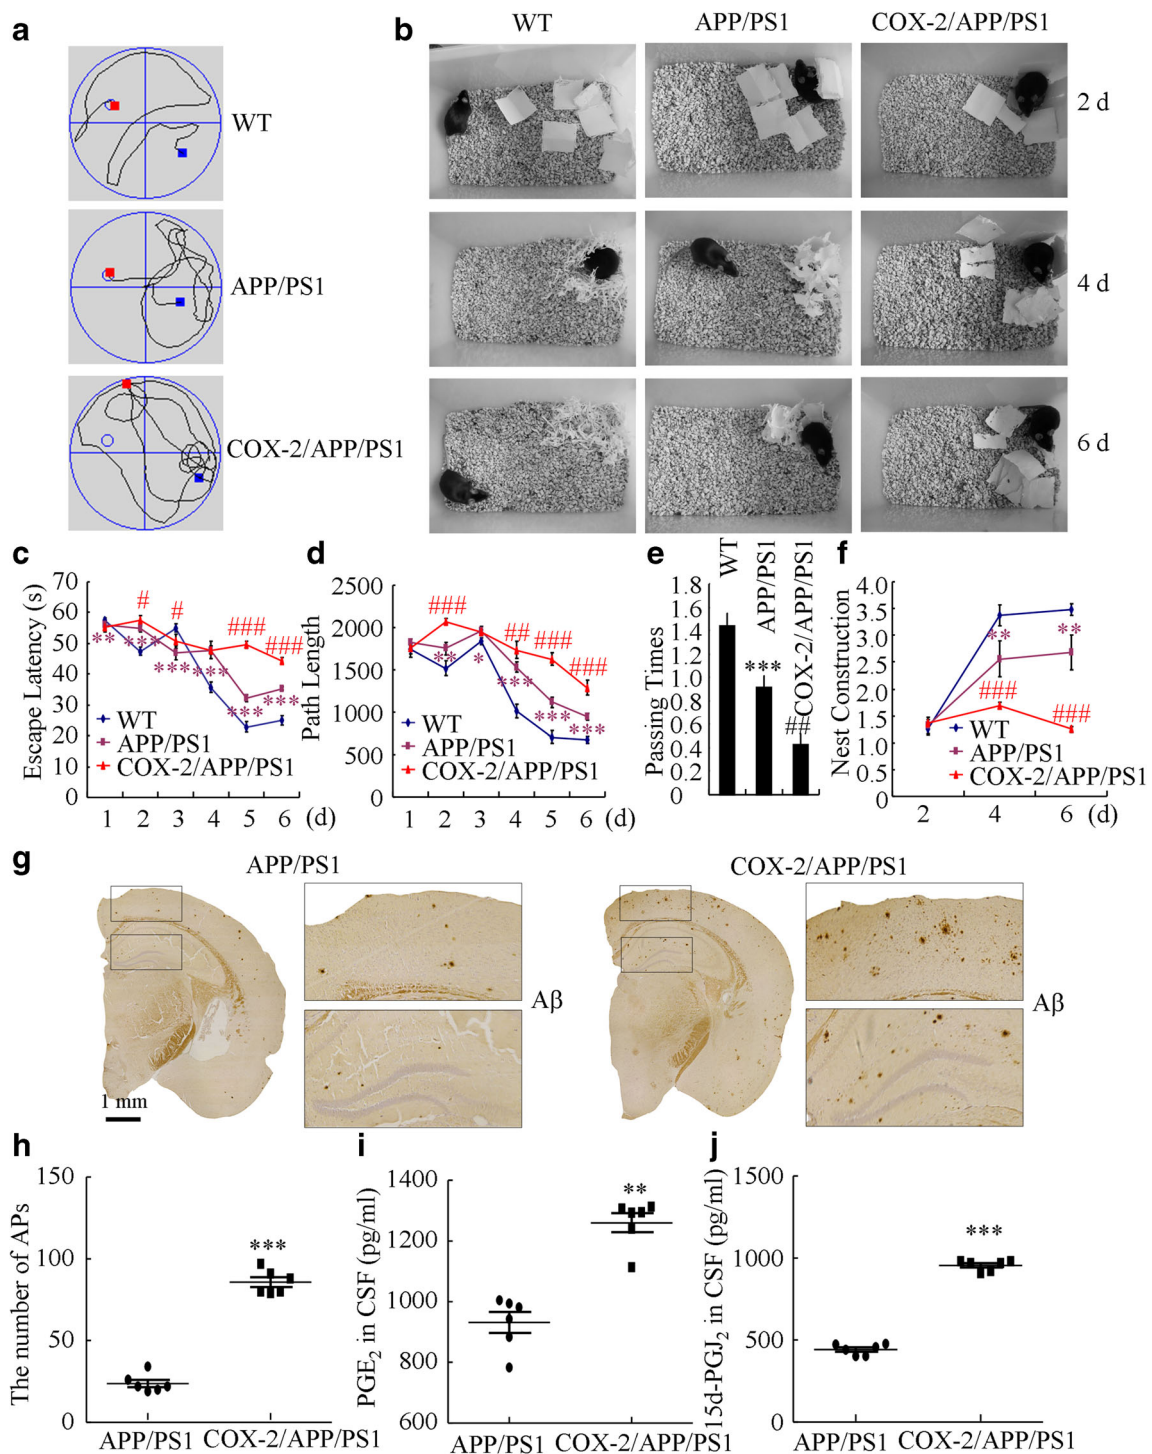 a
WT
APP/PS1
COX-2/APP/PS1
b
WT
APP/PS1
COX-2/APP/PS1
2 d
4 d
6 d
c
Escape Latency (s)
70
60
50
40
30
20
10
0
#
#
###
###
**
***
***
***
***
***
WT
APP/PS1
COX-2/APP/PS1
1 2 3 4 5 6 (d)
d
Path Length
2500
2000
1500
1000
500
0
###
##
###
###
**
*
***
***
***
WT
APP/PS1
COX-2/APP/PS1
1 2 3 4 5 6 (d)
e
Passing Times
1.8
1.6
1.4
1.2
1.0
0.8
0.6
0.4
0.2
0
WT
APP/PS1
COX-2/APP/PS1
***
##
f
Nest Construction
4.0
3.5
3.0
2.5
2.0
1.5
1.0
0.5
0
**
**
###
###
WT
APP/PS1
COX-2/APP/PS1
2 4 6 (d)
g
APP/PS1
COX-2/APP/PS1
Aβ
Aβ
1 mm
h
The number of APs
150
100
50
0
***
APP/PS1 COX-2/APP/PS1
i
PGE2 in CSF (pg/ml)
1400
1200
1000
800
600
**
APP/PS1 COX-2/APP/PS1
j
15d-PGJ2 in CSF (pg/ml)
1500
1000
500
0
***
APP/PS1 COX-2/APP/PS1